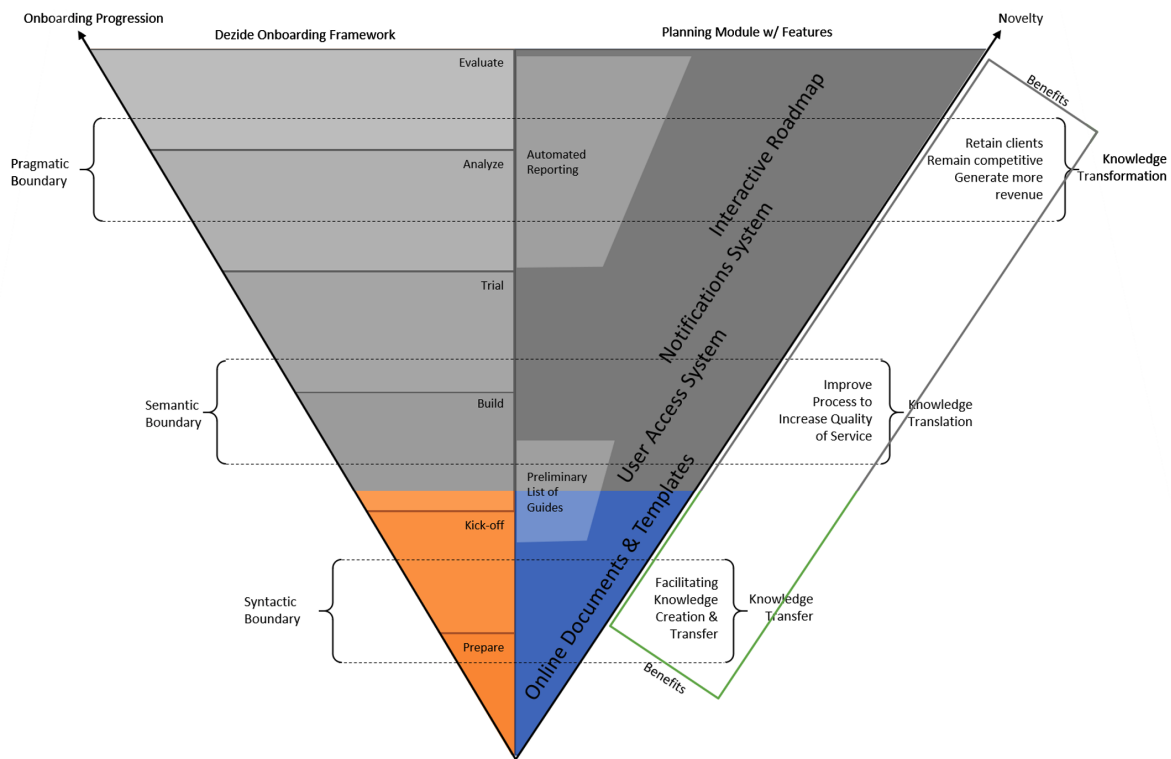 Onboarding Progression
Novelty
Dezide Onboarding Framework
Planning Module w/ Features
Evaluate
Benefits
Interactive Roadmap
Pragmatic
Boundary
Analyze
Automated
Reporting
Retain clients
Remain competitive
Generate more
revenue
Knowledge
Transformation
Trial
Notifications System
Semantic
Boundary
Build
User Access System
Improve
Process to
Increase Quality
of Service
Knowledge
Translation
Preliminary
List of
Guides
Kick-off
Online Documents & Templates
Syntactic
Boundary
Prepare
Facilitating
Knowledge
Creation &
Transfer
Knowledge
Transfer
Benefits